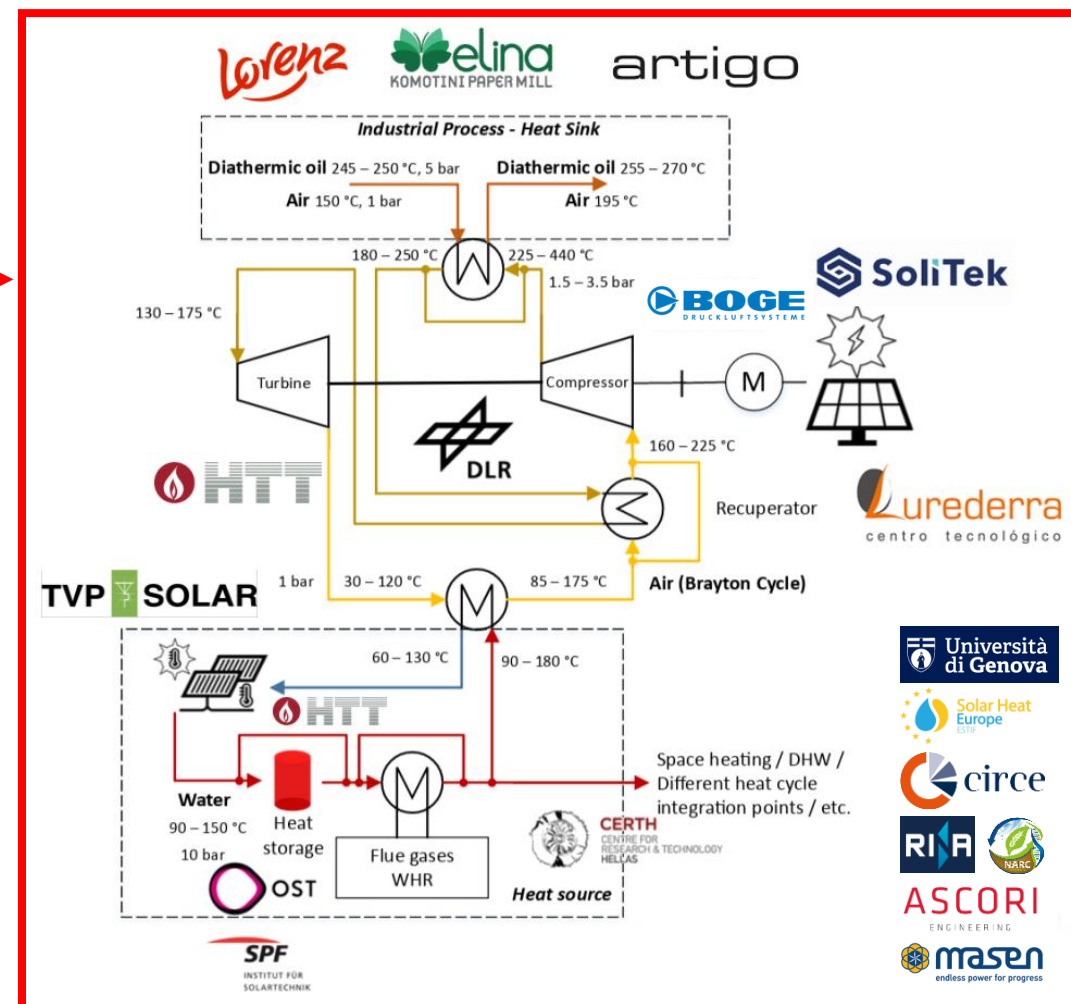 Lorenz
elina
KOMOTINI PAPER MILL
artigo
Industrial Process - Heat Sink
Diathermic oil 245 – 250 °C, 5 bar
Diathermic oil 255 – 270 °C
Air 150 °C, 1 bar
Air 195 °C
180 – 250 °C
225 – 440 °C
1.5 – 3.5 bar
SoliTek
BOGE
DRUCKLUFTSYSTEME
130 – 175 °C
Turbine
Compressor
M
DLR
160 – 225 °C
HTT
Recuperator
Lurederra
centro tecnológico
TVP SOLAR
1 bar
30 – 120 °C
85 – 175 °C
Air (Brayton Cycle)
60 – 130 °C
90 – 180 °C
HTT
Università
di Genova
Solar Heat
Europe
ESTIF
Space heating / DHW /
Different heat cycle
integration points / etc.
circe
Water
90 – 150 °C
10 bar
Heat
storage
Flue gases
WHR
CERTH
CENTRE FOR
RESEARCH & TECHNOLOGY
HELLAS
Heat source
OST
RINA
NARC
ASCORI
ENGINEERING
SPF
INSTITUT FÜR
SOLARTECHNIK
masen
endless power for progress